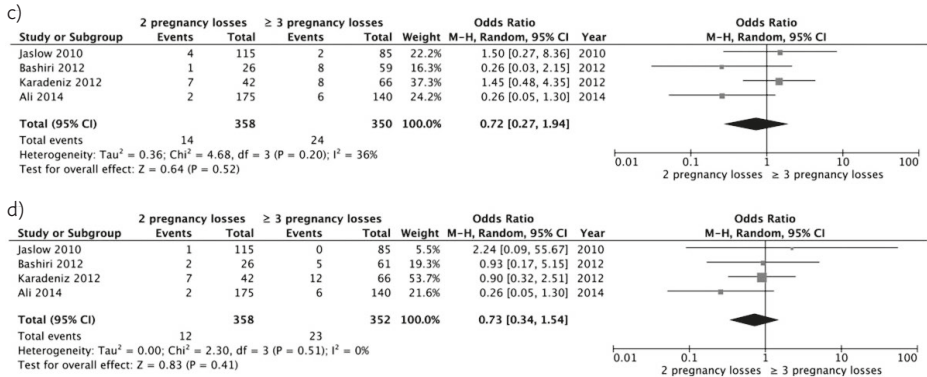 c)
2 pregnancy losses ≥ 3 pregnancy losses Odds Ratio Odds Ratio
Study or Subgroup Events Total Events Total Weight M-H, Random, 95% CI Year M-H, Random, 95% CI
Jaslow 2010 4 115 2 85 22.2% 1.50 [0.27, 8.36] 2010
Bashiri 2012 1 26 8 59 16.3% 0.26 [0.03, 2.15] 2012
Karadeniz 2012 7 42 8 66 37.3% 1.45 [0.48, 4.35] 2012
Ali 2014 2 175 6 140 24.2% 0.26 [0.05, 1.30] 2014
Total (95% CI) 358 350 100.0% 0.72 [0.27, 1.94]
Total events 14 24
Heterogeneity: Tau² = 0.36; Chi² = 4.68, df = 3 (P = 0.20); I² = 36%
Test for overall effect: Z = 0.64 (P = 0.52)
0.01 0.1 1 10 100
2 pregnancy losses ≥ 3 pregnancy losses
d)
2 pregnancy losses ≥ 3 pregnancy losses Odds Ratio Odds Ratio
Study or Subgroup Events Total Events Total Weight M-H, Random, 95% CI Year M-H, Random, 95% CI
Jaslow 2010 1 115 0 85 5.5% 2.24 [0.09, 55.67] 2010
Bashiri 2012 2 26 5 61 19.3% 0.93 [0.17, 5.15] 2012
Karadeniz 2012 7 42 12 66 53.7% 0.90 [0.32, 2.51] 2012
Ali 2014 2 175 6 140 21.6% 0.26 [0.05, 1.30] 2014
Total (95% CI) 358 352 100.0% 0.73 [0.34, 1.54]
Total events 12 23
Heterogeneity: Tau² = 0.00; Chi² = 2.30, df = 3 (P = 0.51); I² = 0%
Test for overall effect: Z = 0.83 (P = 0.41)
0.01 0.1 1 10 100
2 pregnancy losses ≥ 3 pregnancy losses